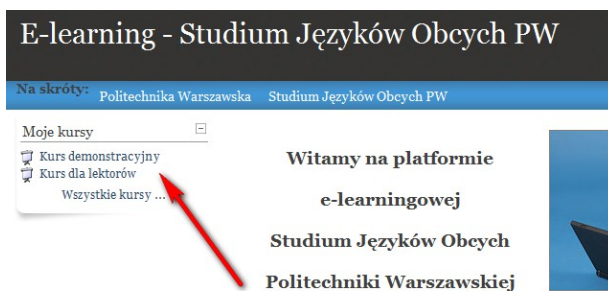 E-learning - Studium Języków Obcych PW
Na skróty: Politechnika Warszawska Studium Języków Obcych PW
Moje kursy
Kurs demonstracyjny
Kurs dla lektorów
Wszystkie kursy ...
Witamy na platformie
e-learningowej
Studium Języków Obcych
Politechniki Warszawskiej